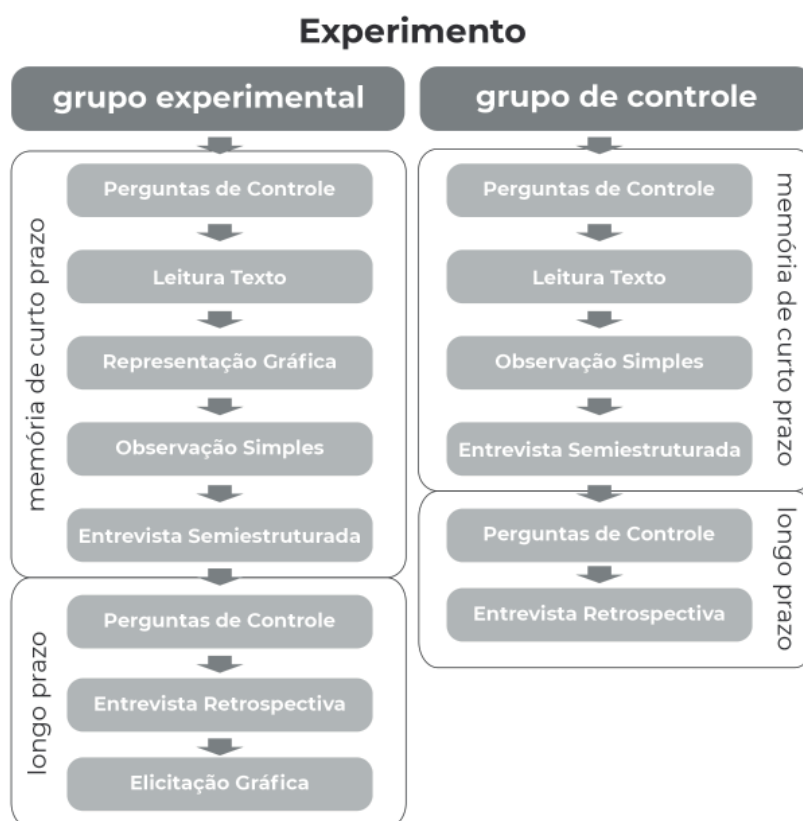 Experimento
grupo experimental
memória de curto prazo
Perguntas de Controle
Leitura Texto
Representação Gráfica
Observação Simples
Entrevista Semiestruturada
longo prazo
Perguntas de Controle
Entrevista Retrospectiva
Elicitação Gráfica
grupo de controle
memória de curto prazo
Perguntas de Controle
Leitura Texto
Observação Simples
Entrevista Semiestruturada
longo prazo
Perguntas de Controle
Entrevista Retrospectiva